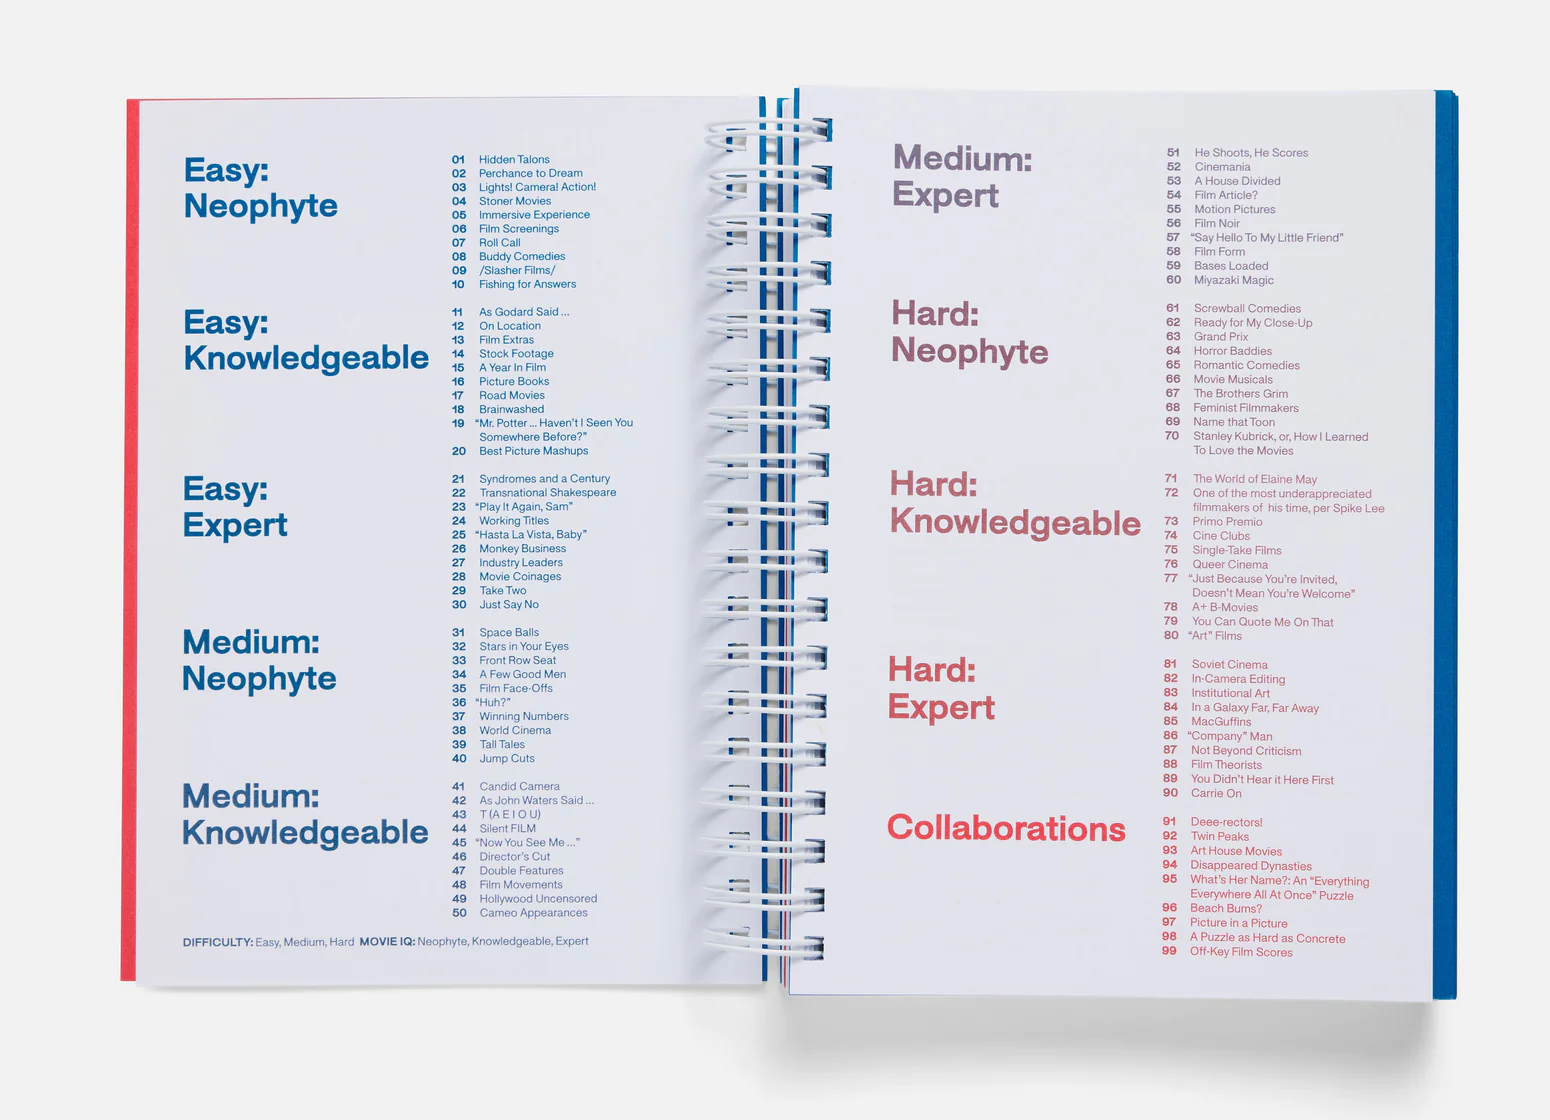 Easy:
Neophyte
01 Hidden Talons
02 Perchance to Dream
03 Lights! Camera! Action!
04 Stoner Movies
05 Immersive Experience
06 Film Screenings
07 Roll Call
08 Buddy Comedies
09 /Slasher Films/
10 Fishing for Answers
Easy:
Knowledgeable
11 As Godard Said ...
12 On Location
13 Film Extras
14 Stock Footage
15 A Year In Film
16 Picture Books
17 Road Movies
18 Brainwashed
19 “Mr. Potter ... Haven’t I Seen You
Somewhere Before?”
20 Best Picture Mashups
Easy:
Expert
21 Syndromes and a Century
22 Transnational Shakespeare
23 “Play It Again, Sam”
24 Working Titles
25 “Hasta La Vista, Baby”
26 Monkey Business
27 Industry Leaders
28 Movie Coinages
29 Take Two
30 Just Say No
Medium:
Neophyte
31 Space Balls
32 Stars in Your Eyes
33 Front Row Seat
34 A Few Good Men
35 Film Face-Offs
36 “Huh?”
37 Winning Numbers
38 World Cinema
39 Tall Tales
40 Jump Cuts
Medium:
Knowledgeable
41 Candid Camera
42 As John Waters Said ...
43 T (A E I O U)
44 Silent FILM
45 “Now You See Me ...”
46 Director’s Cut
47 Double Features
48 Film Movements
49 Hollywood Uncensored
50 Cameo Appearances
DIFFICULTY: Easy, Medium, Hard MOVIE IQ: Neophyte, Knowledgeable, Expert
Medium:
Expert
51 He Shoots, He Scores
52 Cinemania
53 A House Divided
54 Film Article?
55 Motion Pictures
56 Film Noir
57 “Say Hello To My Little Friend”
58 Film Form
59 Bases Loaded
60 Miyazaki Magic
Hard:
Neophyte
61 Screwball Comedies
62 Ready for My Close-Up
63 Grand Prix
64 Horror Baddies
65 Romantic Comedies
66 Movie Musicals
67 The Brothers Grim
68 Feminist Filmmakers
69 Name that Toon
70 Stanley Kubrick, or, How I Learned
To Love the Movies
Hard:
Knowledgeable
71 The World of Elaine May
72 One of the most underappreciated
filmmakers of his time, per Spike Lee
73 Primo Premio
74 Cine Clubs
75 Single-Take Films
76 Queer Cinema
77 “Just Because You’re Invited,
Doesn’t Mean You’re Welcome”
78 A+ B-Movies
79 You Can Quote Me On That
80 “Art” Films
Hard:
Expert
81 Soviet Cinema
82 In-Camera Editing
83 Institutional Art
84 In a Galaxy Far, Far Away
85 MacGuffins
86 “Company” Man
87 Not Beyond Criticism
88 Film Theorists
89 You Didn’t Hear it Here First
90 Carrie On
Collaborations
91 Deee-rectors!
92 Twin Peaks
93 Art House Movies
94 Disappeared Dynasties
95 What’s Her Name?: An “Everything
Everywhere All At Once” Puzzle
96 Beach Bums?
97 Picture in a Picture
98 A Puzzle as Hard as Concrete
99 Off-Key Film Scores